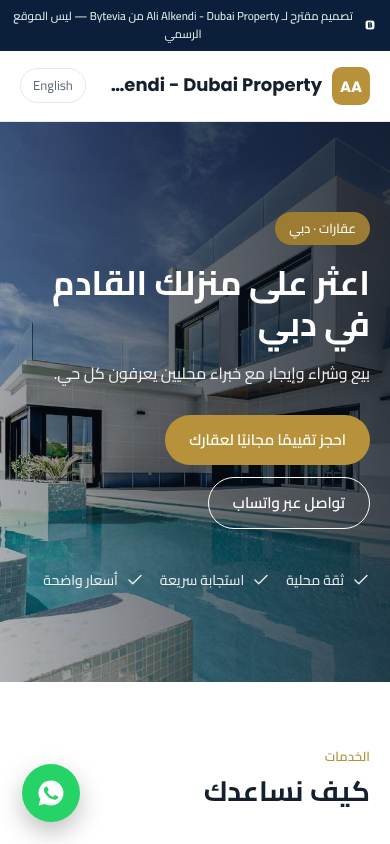 تصميم مقترح لـ Ali Alkendi - Dubai Property من Bytevia — ليس الموقع
الرسمي
B
AA
...endi - Dubai Property
English
عقارات · دبي
اعثر على منزلك القادم
في دبي
بيع وشراء وإيجار مع خبراء محليين يعرفون كل حي.
احجز تقييمًا مجانيًا لعقارك
تواصل عبر واتساب
ثقة محلية
استجابة سريعة
أسعار واضحة
الخدمات
كيف نساعدك